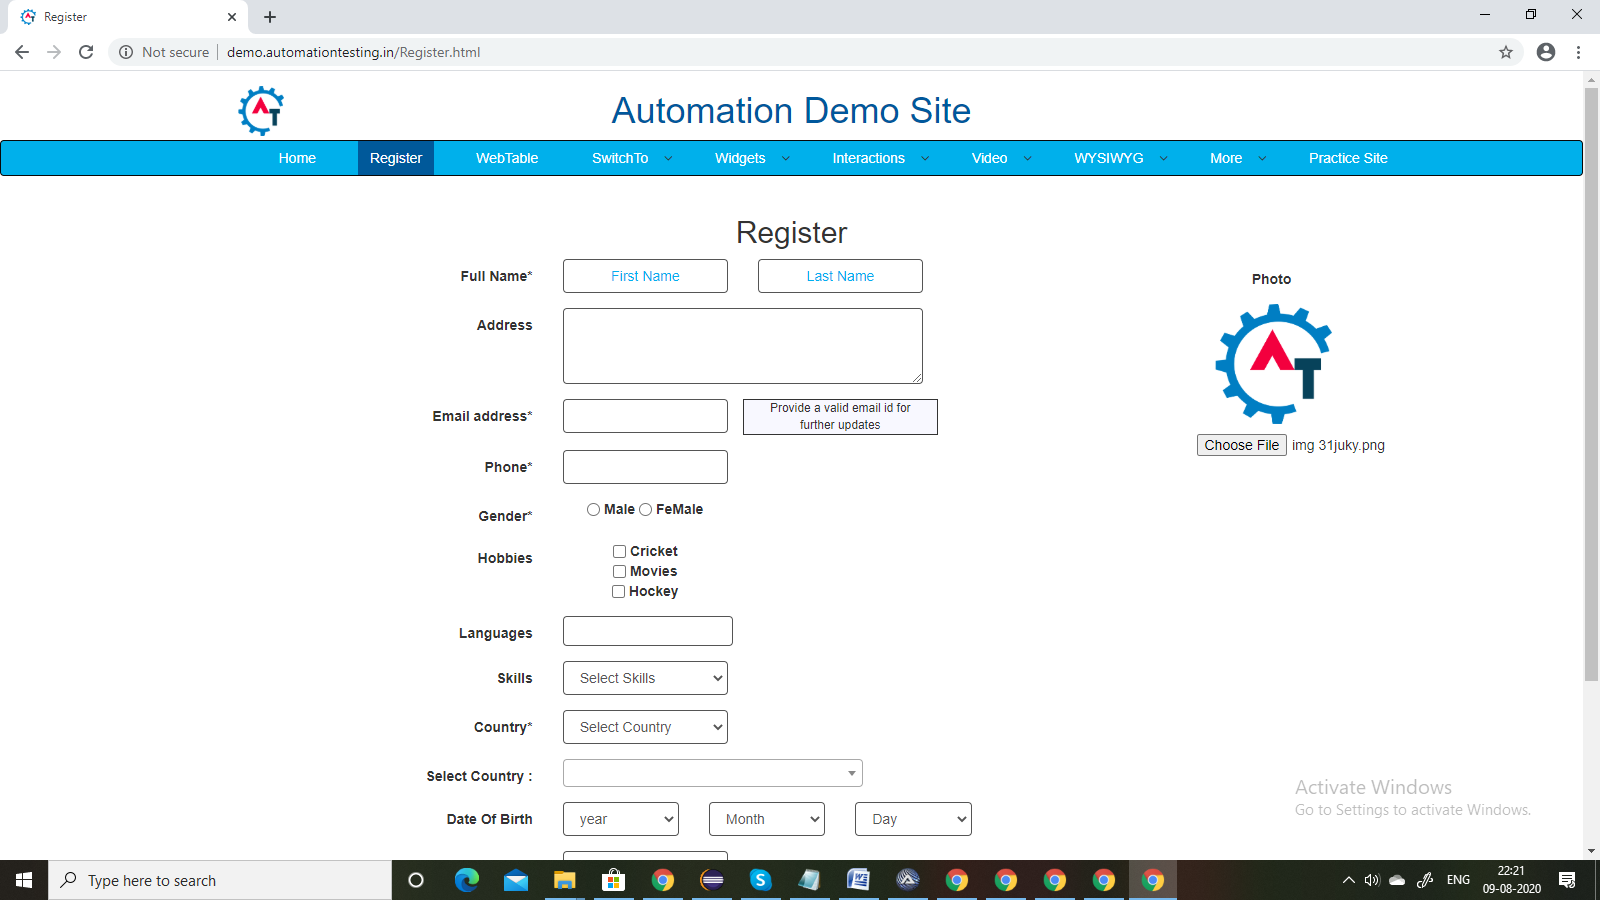 Register
Not secure
demo.automationtesting.in/Register.html
AT
Automation Demo Site
Home Register WebTable SwitchTo Widgets Interactions Video WYSIWYG More Practice Site
Register
Full Name* First Name Last Name
Address
Email address* Provide a valid email id for
further updates
Phone*
Gender* Male FeMale
Hobbies Cricket
Movies
Hockey
Languages
Skills Select Skills
Country* Select Country
Select Country :
Date Of Birth year Month Day
Photo
AT
Choose File img 31juky.png
Activate Windows
Go to Settings to activate Windows.
Type here to search
ENG
22:21
09-08-2020